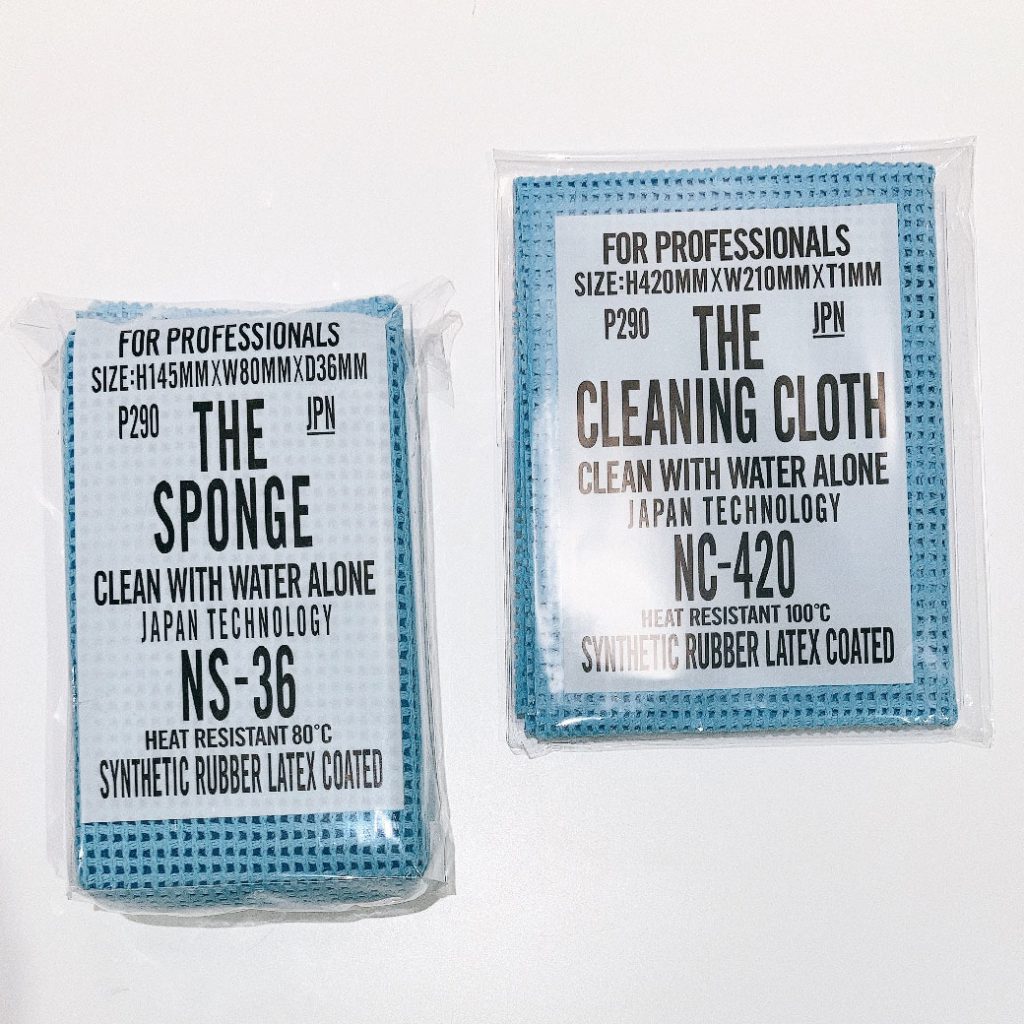 FOR PROFESSIONALS
SIZE:H145MMXW80MMXD36MM
P290 JPN
THE
SPONGE
CLEAN WITH WATER ALONE
JAPAN TECHNOLOGY
NS-36
HEAT RESISTANT 80°C
SYNTHETIC RUBBER LATEX COATED
FOR PROFESSIONALS
SIZE:H420MMXW210MMXT1MM
P290 JPN
THE
CLEANING CLOTH
CLEAN WITH WATER ALONE
JAPAN TECHNOLOGY
NC-420
HEAT RESISTANT 100°C
SYNTHETIC RUBBER LATEX COATED